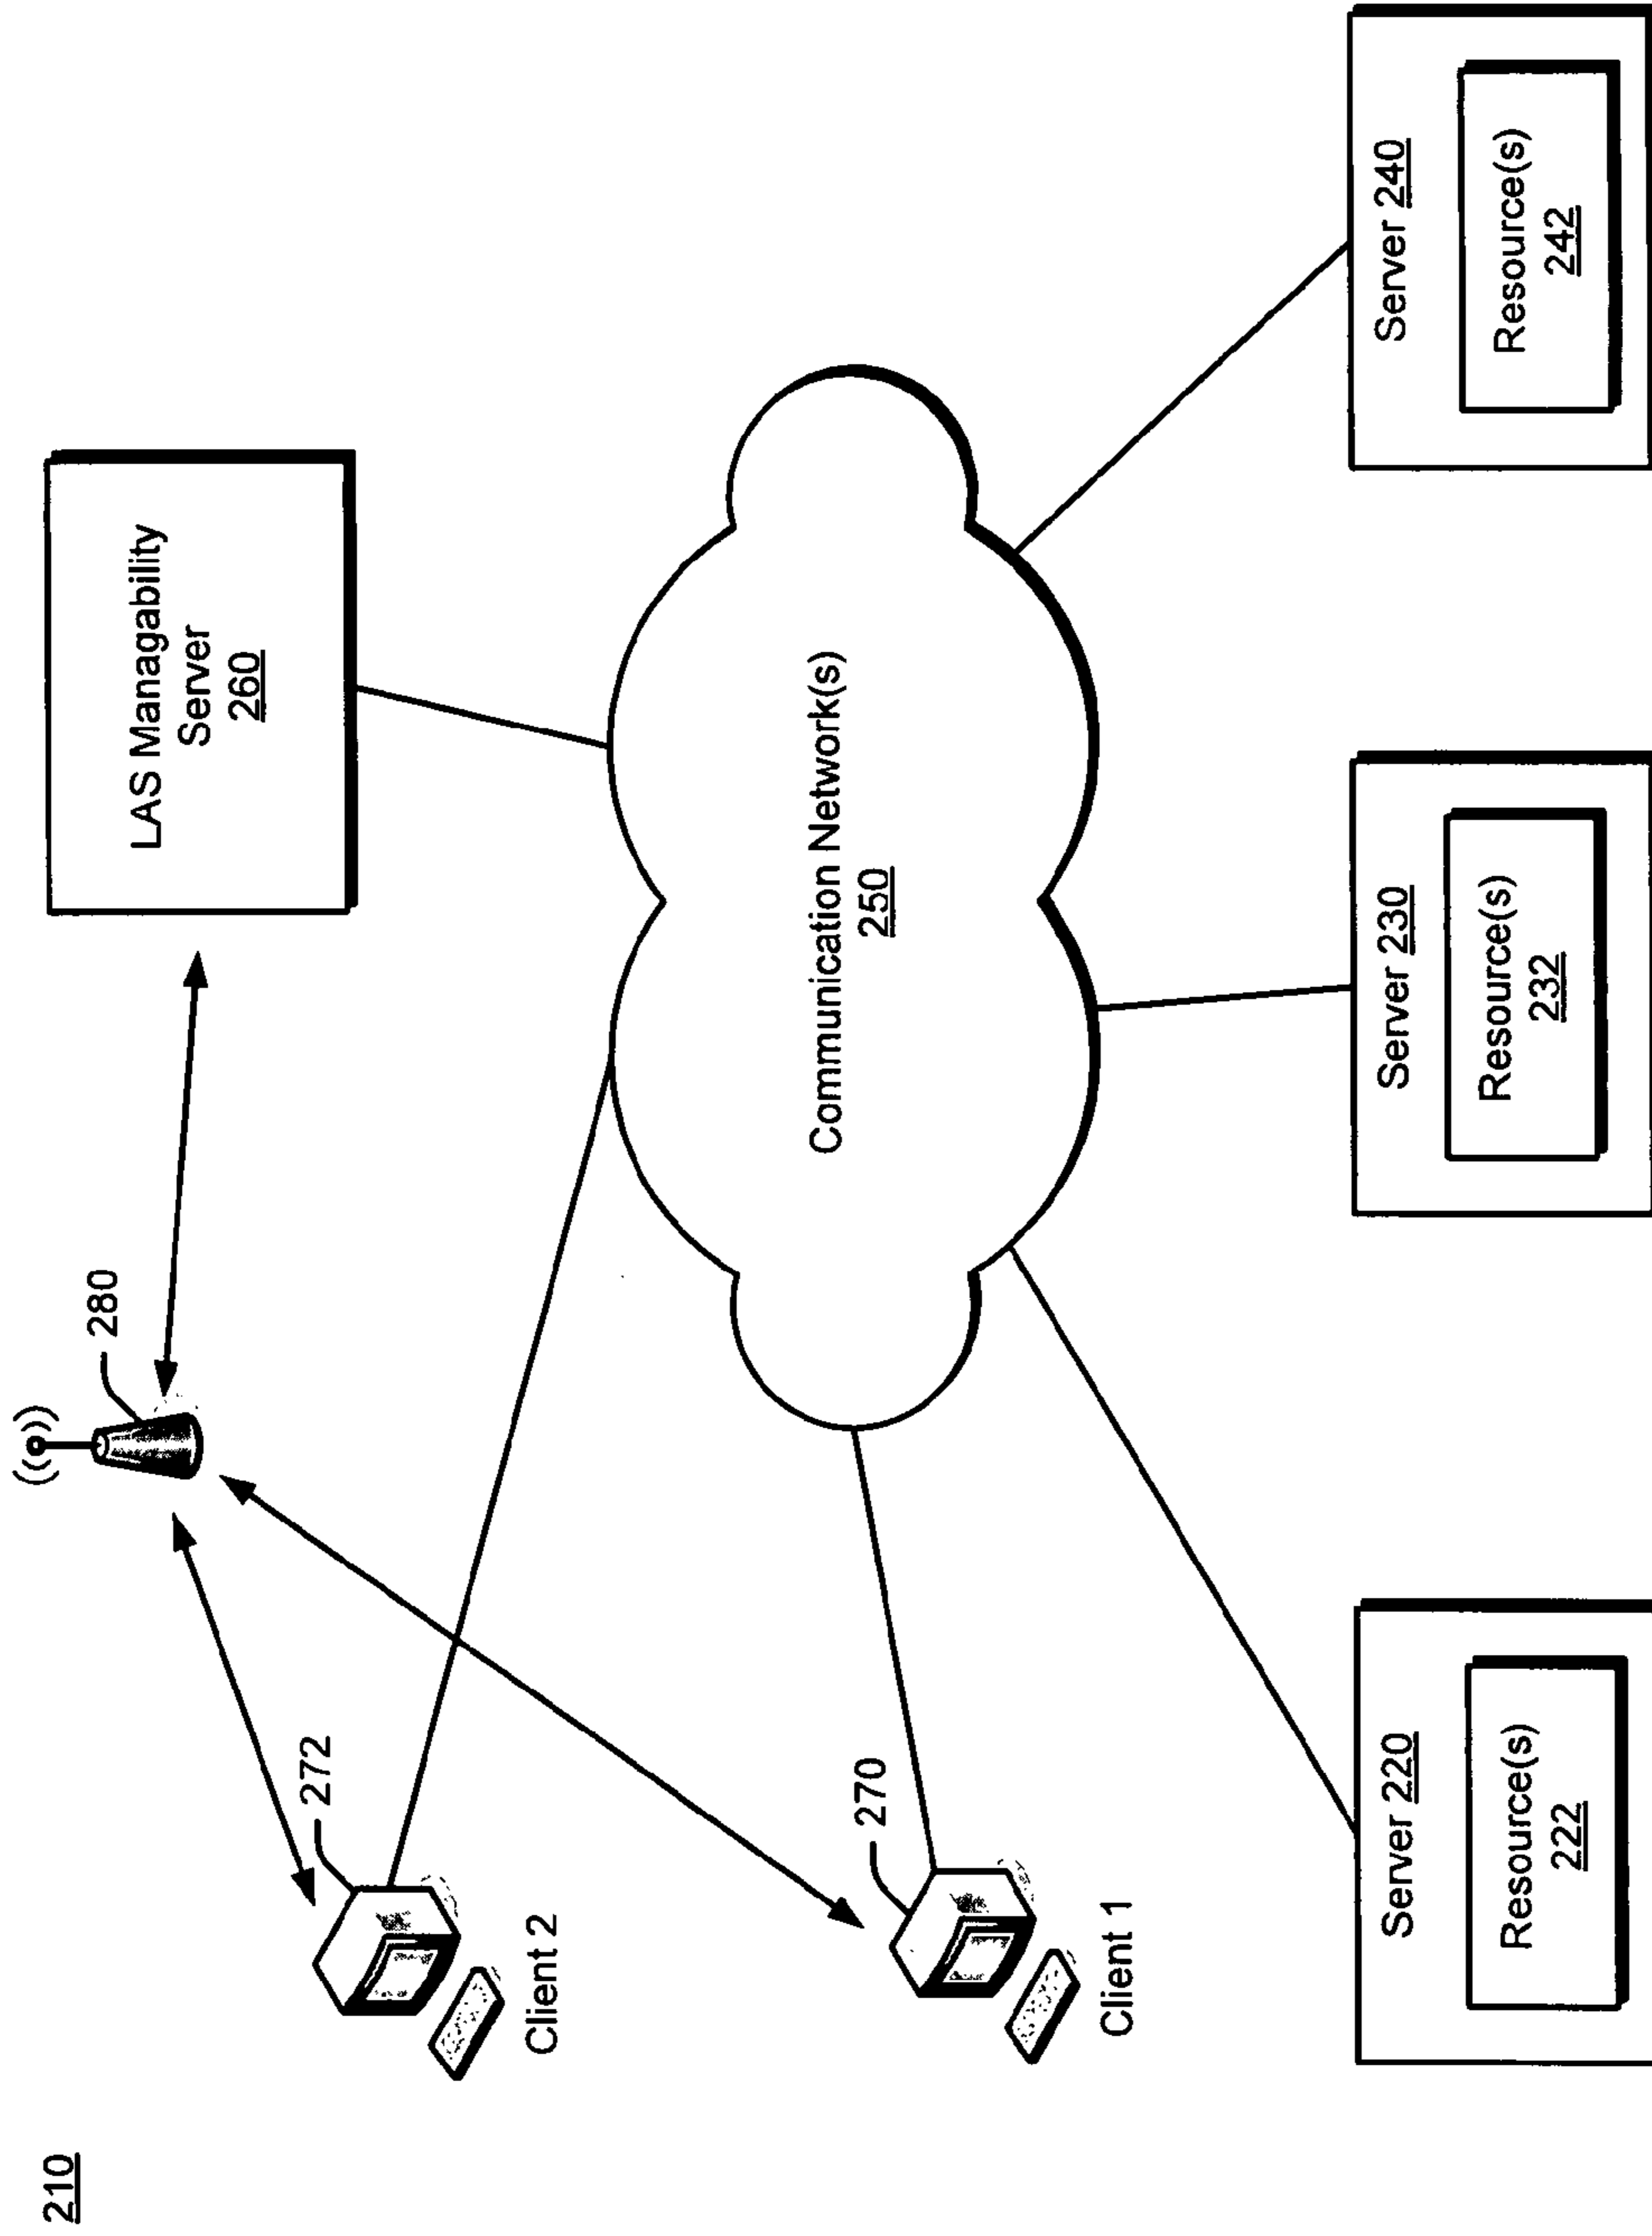 210
280
LAS Managability
Server
260
272
Client 2
Communication Network(s)
250
270
Client 1
Server 220
Resource(s)
222
Server 230
Resource(s)
232
Server 240
Resource(s)
242